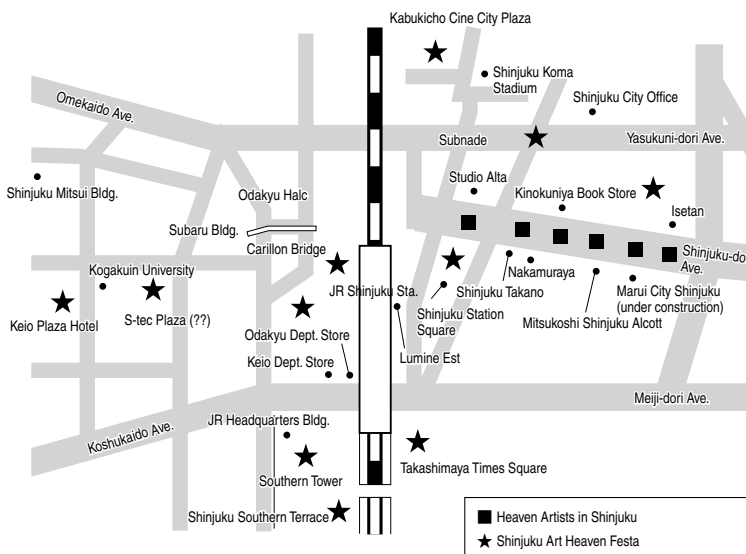 Kabukicho Cine City Plaza
Shinjuku Koma
Stadium
Shinjuku City Office
Omekaido Ave.
Subnade
Yasukuni-dori Ave.
Shinjuku Mitsui Bldg.
Odakyu Halc
Studio Alta
Kinokuniya Book Store
Isetan
Subaru Bldg.
Carillon Bridge
Shinjuku-do
Ave.
Kogakuin University
JR Shinjuku Sta.
Shinjuku Takano
Nakamuraya
Marui City Shinjuku
(under construction)
Mitsukoshi Shinjuku Alcott
Shinjuku Station
Square
Keio Plaza Hotel
S-tec Plaza (??)
Odakyu Dept. Store
Keio Dept. Store
Lumine Est
Meiji-dori Ave.
Koshukaido Ave.
JR Headquarters Bldg.
Southern Tower
Takashimaya Times Square
Shinjuku Southern Terrace
Heaven Artists in Shinjuku
Shinjuku Art Heaven Festa